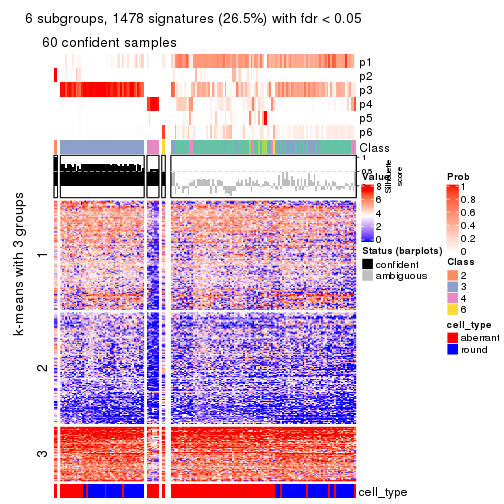 6 subgroups, 1478 signatures (26.5%) with fdr < 0.05
60 confident samples
p1
p2
p3
p4
p5
p6
Class
1
0.5
Silhouette
score
k-means with 3 groups
1
2
3
cell_type
Value
8
6
4
2
0
Status (barplots)
confident
ambiguous
Prob
1
0.8
0.6
0.4
0.2
0
Class
2
3
4
6
cell_type
aberrant
round